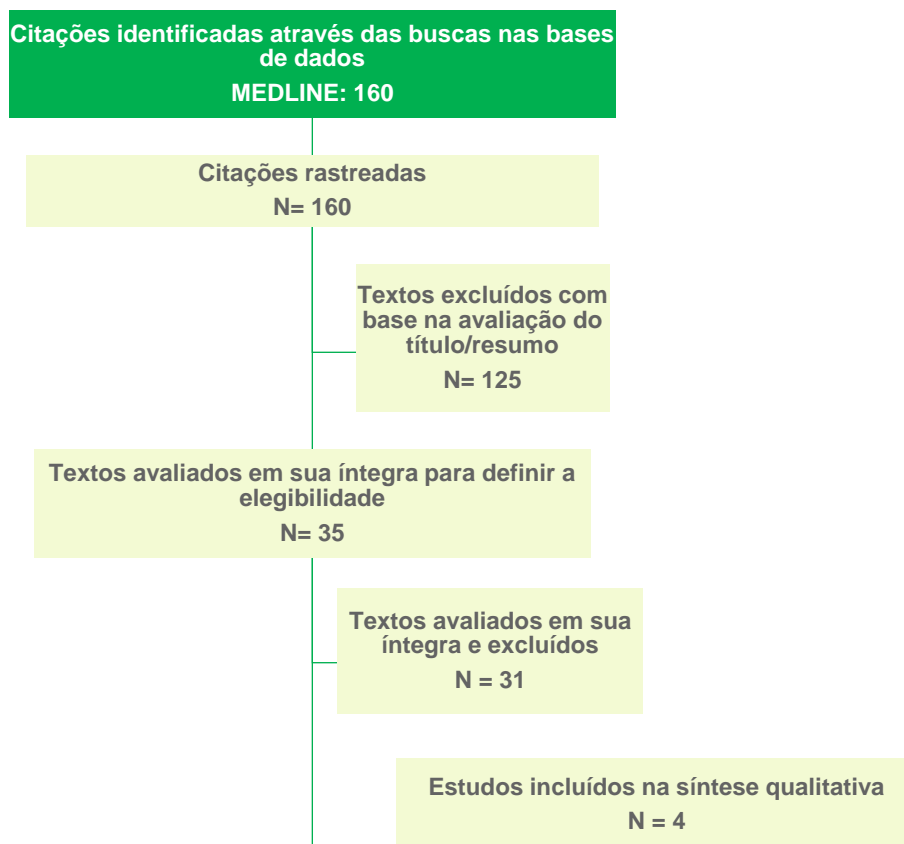 Citações identificadas através das buscas nas bases
de dados
MEDLINE: 160
Citações rastreadas
N= 160
Textos excluídos com
base na avaliação do
título/resumo
N= 125
Textos avaliados em sua íntegra para definir a
elegibilidade
N= 35
Textos avaliados em sua
íntegra e excluídos
N = 31
Estudos incluídos na síntese qualitativa
N = 4